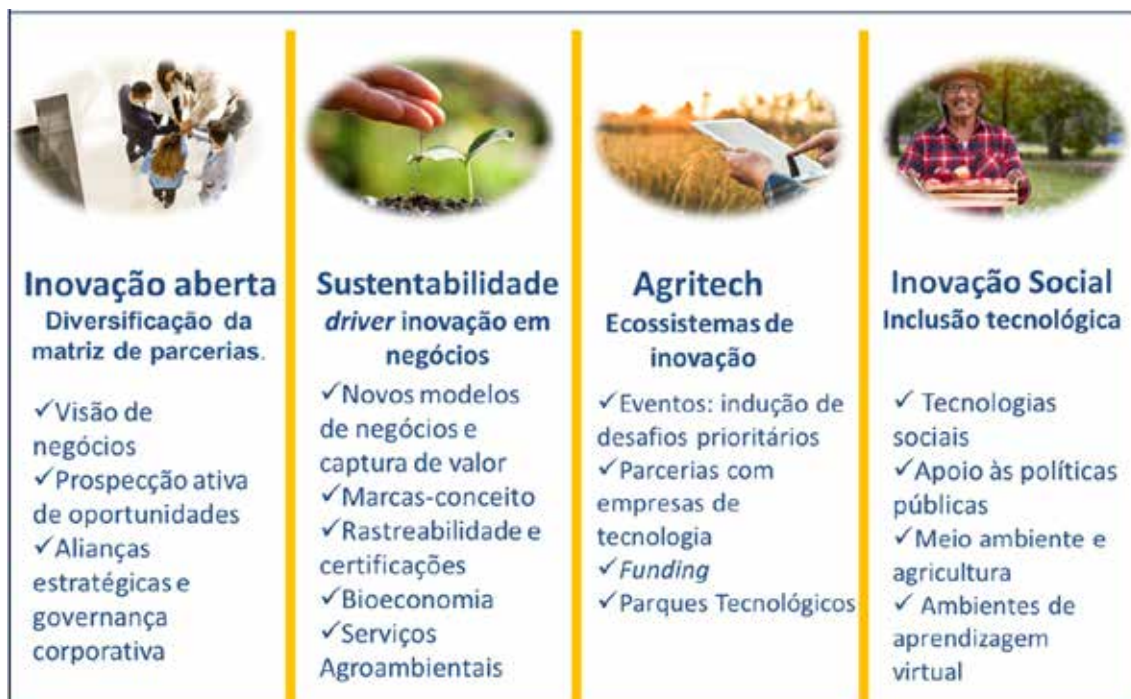 Inovação aberta
Diversificação da
matriz de parcerias.
✓Visão de
negócios
✓Prospecção ativa
de oportunidades
✓Alianças
estratégicas e
governança
corporativa
Sustentabilidade
driver inovação em
negócios
✓Novos modelos
de negócios e
captura de valor
✓Marcas-conceito
✓Rastreabilidade e
certificações
✓Bioeconomia
✓Serviços
Agroambientais
Agritech
Ecossistemas de
inovação
✓Eventos: indução de
desafios prioritários
✓Parcerias com
empresas de
tecnologia
✓Funding
✓Parques Tecnológicos
Inovação Social
Inclusão tecnológica
✓ Tecnologias
sociais
✓Apoio às políticas
públicas
✓Meio ambiente e
agricultura
✓ Ambientes de
aprendizagem
virtual